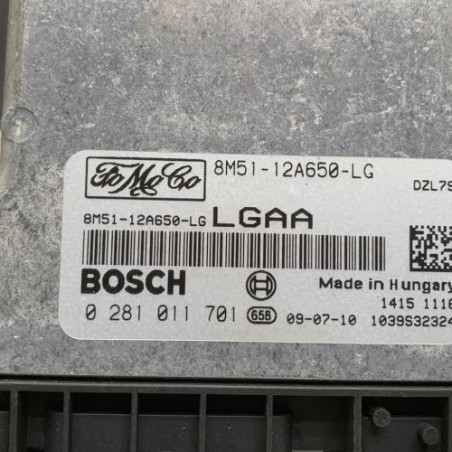 FoMoCo 8M51-12A650-LG
DZL7S
8M51-12A650-LG LGAA
BOSCH Made in Hungary
1415 1116
0 281 011 701 65B 09-07-10 1039S32324